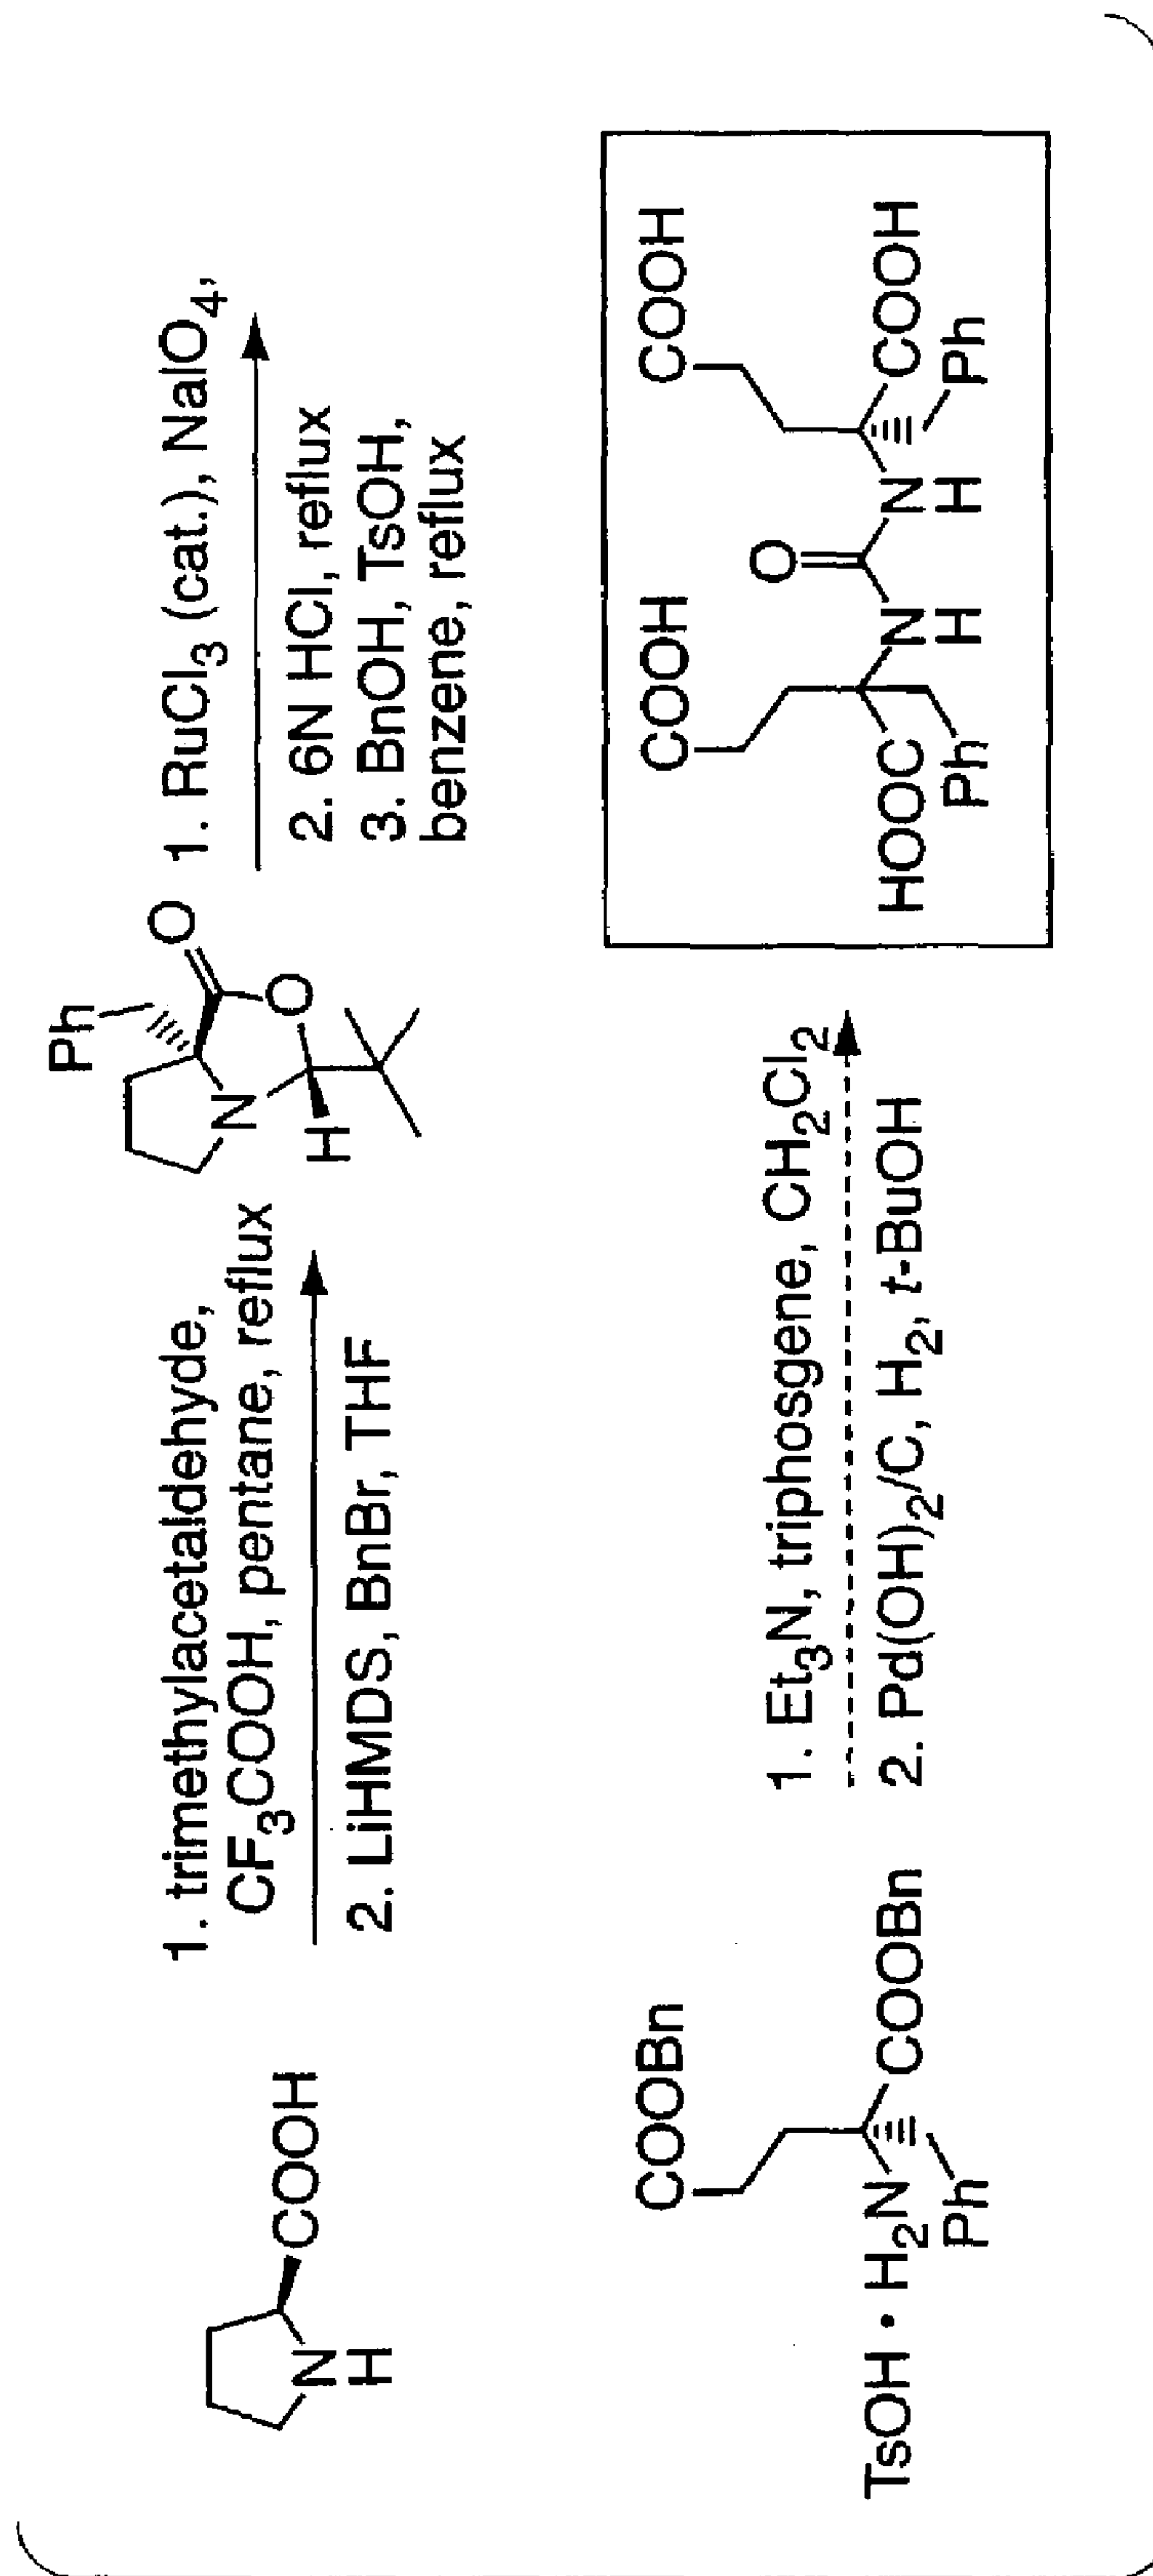 COOH
N
H
1. trimethylacetaldehyde,
CF3COOH, pentane, reflux
2. LiHMDS, BnBr, THF
Ph
O
O
N
H
1. RuCl3 (cat.), NaIO4,
2. 6N HCl, reflux
3. BnOH, TsOH,
benzene, reflux
COOBn
TsOH • H2N
COOBn
Ph
1. Et3N, triphosgene, CH2Cl2
2. Pd(OH)2/C, H2, t-BuOH
COOH
COOH
O
HOOC
N
N
COOH
Ph
H
H
Ph